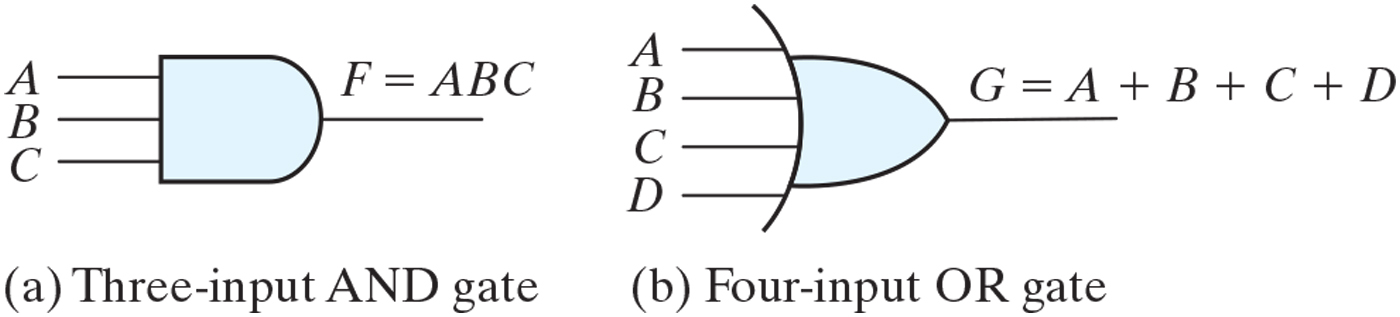 A
B
C
F = ABC
(a) Three-input AND gate
A
B
C
D
G = A + B + C + D
(b) Four-input OR gate